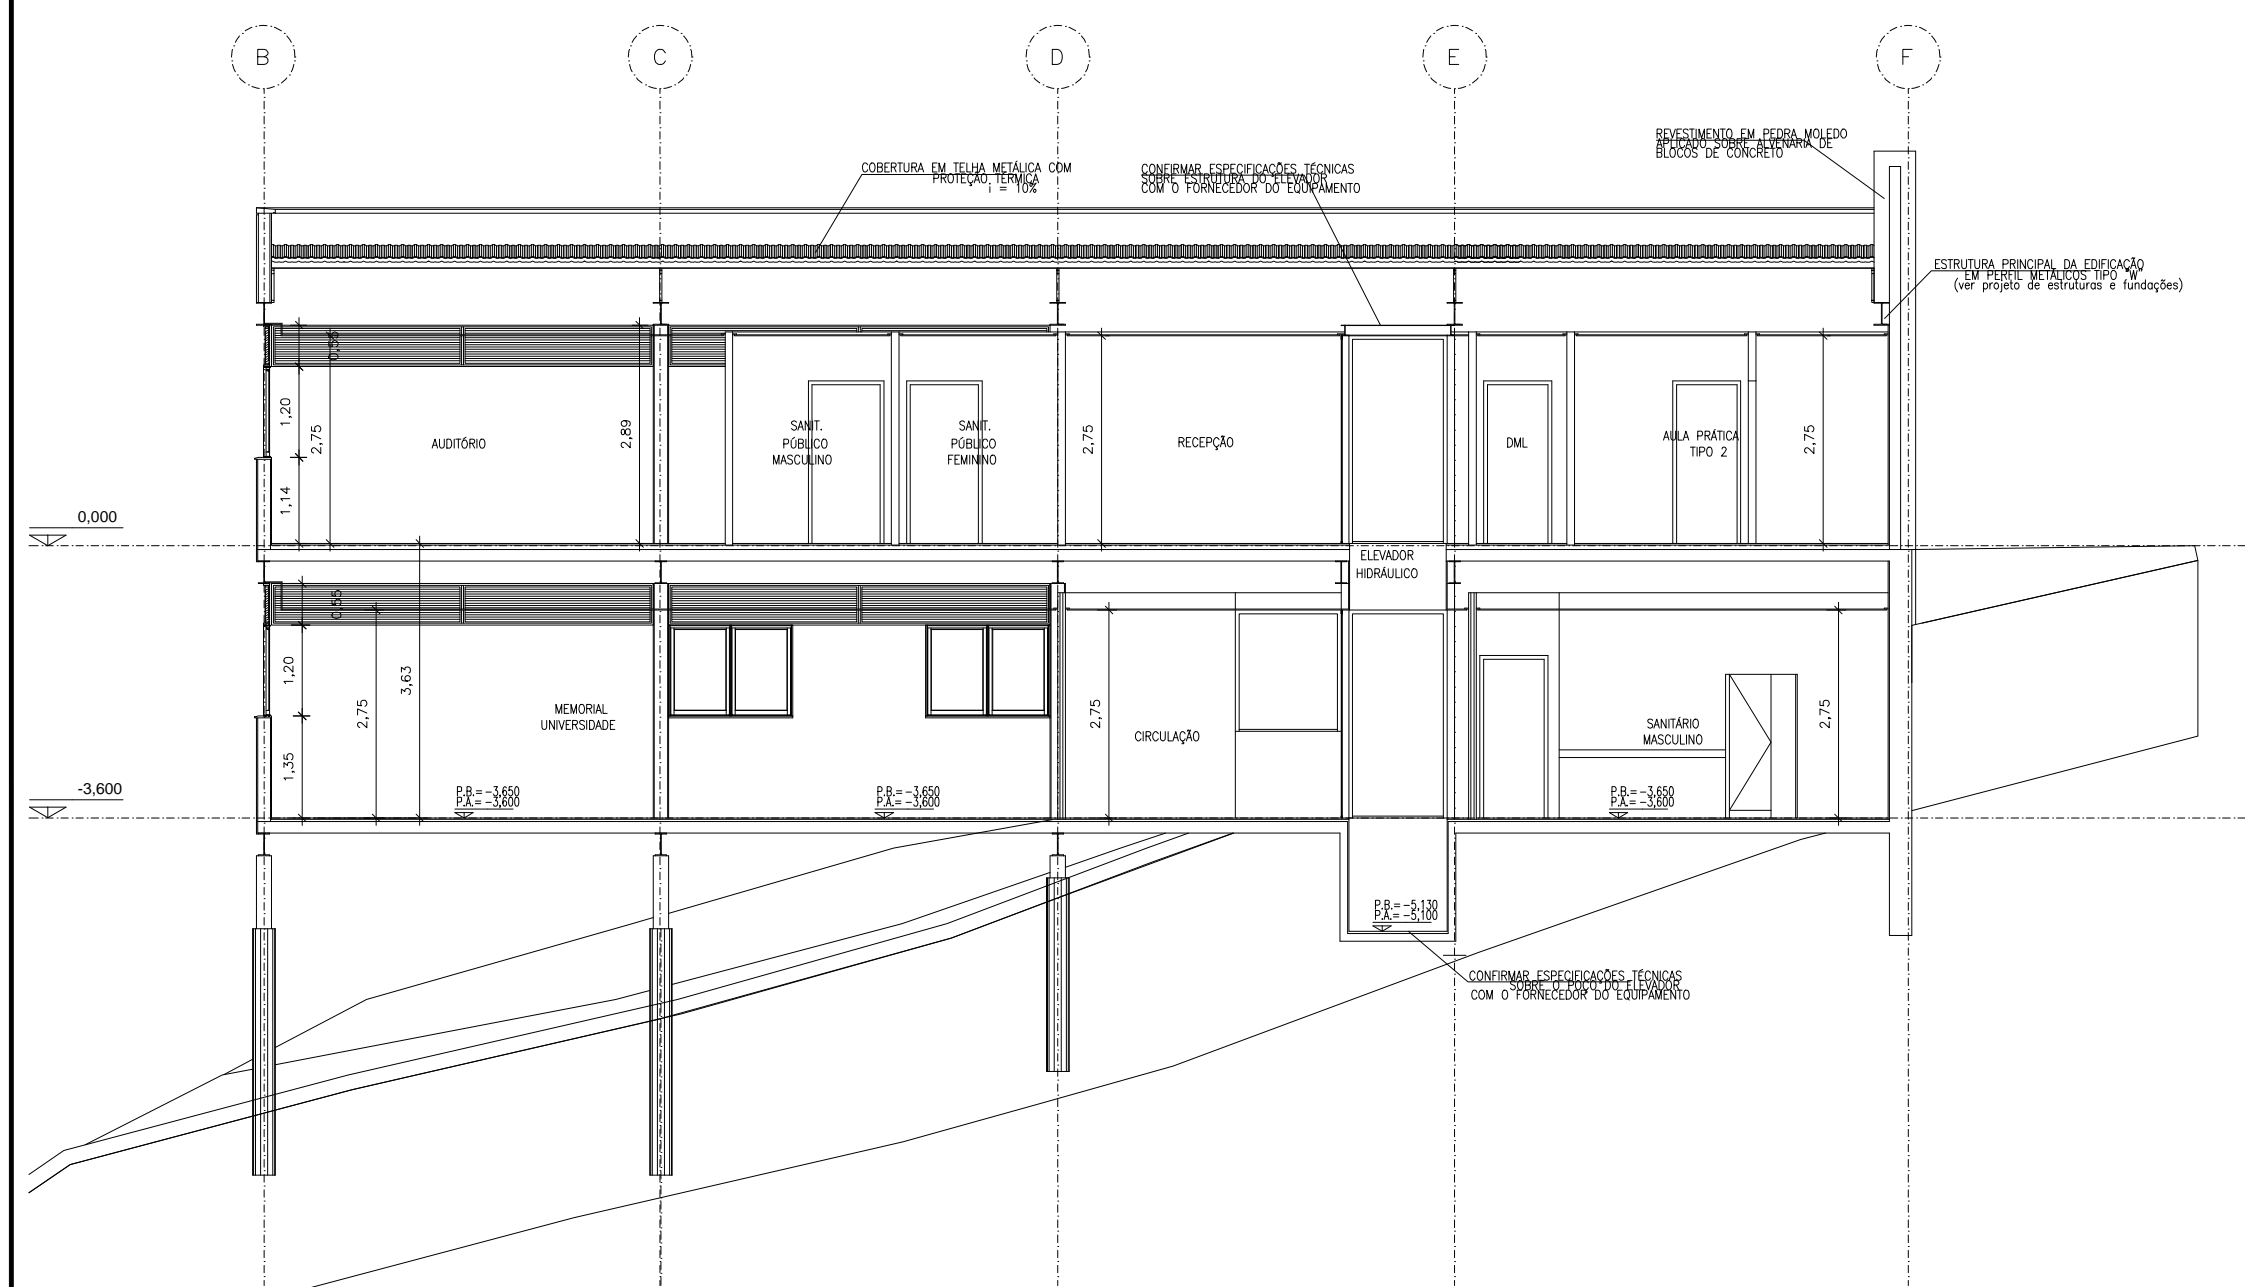 B
C
D
E
F
REVESTIMENTO EM PEDRA MOLEDO
APLICADO SOBRE ALVENARIA DE
BLOCOS DE CONCRETO
COBERTURA EM TELHA METÁLICA COM
PROTEÇÃO TÉRMICA
i = 10%
CONFIRMAR ESPECIFICAÇÕES TÉCNICAS
SOBRE ESTRUTURA DO ELEVADOR
COM O FORNECEDOR DO EQUIPAMENTO
ESTRUTURA PRINCIPAL DA EDIFICAÇÃO
EM PERFIL METÁLICOS TIPO "W"
(ver projeto de estruturas e fundações)
0,55
1,20
2,75
1,14
AUDITÓRIO
2,89
SANIT.
PÚBLICO
MASCULINO
SANIT.
PÚBLICO
FEMININO
2,75
RECEPÇÃO
DML
AULA PRÁTICA
TIPO 2
2,75
0,000
ELEVADOR
HIDRÁULICO
0,55
1,20
3,63
2,75
1,35
MEMORIAL
UNIVERSIDADE
2,75
CIRCULAÇÃO
SANITÁRIO
MASCULINO
2,75
-3,600
P.B.= -3,650
P.A.= -3,600
P.B.= -3,650
P.A.= -3,600
P.B.= -3,650
P.A.= -3,600
P.B.= -5,130
P.A.= -5,100
CONFIRMAR ESPECIFICAÇÕES TÉCNICAS
SOBRE O POÇO DO ELEVADOR
COM O FORNECEDOR DO EQUIPAMENTO